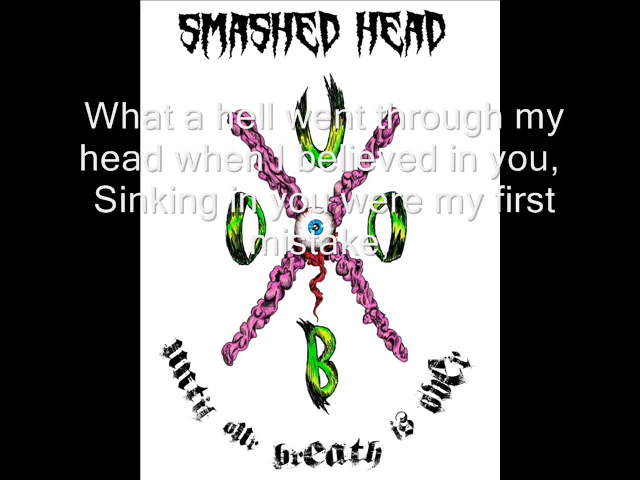 SMASHED HEAD
U
What a hell went through my
head when I believed in you,
Sinking in you were my first
mistake
O O
B
until our breath is over